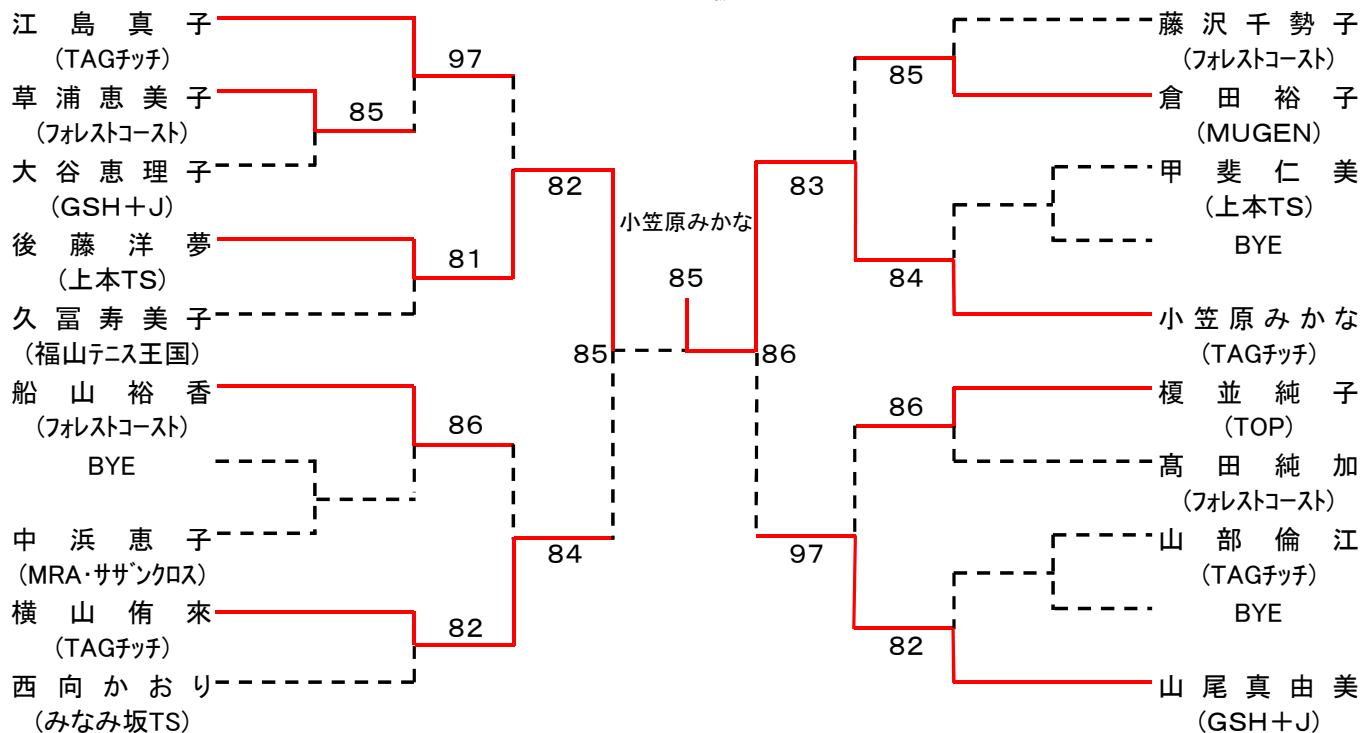 江島真子
(TAGチッチ)
97
草浦恵美子
85
(フォレストコースト)
大谷恵理子
(GSH+J)
82
後藤洋夢
81
(上本TS)
久冨寿美子
(福山テニス王国)
85
船山裕香
(フォレストコースト)
86
BYE
中浜恵子
84
(MRA・サザンクロス)
横山侑來
82
(TAGチッチ)
西向かおり
(みなみ坂TS)
小笠原みかな
85
藤沢千勢子
(フォレストコースト)
85
倉田裕子
(MUGEN)
甲斐仁美
83
(上本TS)
BYE
84
小笠原みかな
(TAGチッチ)
86
榎並純子
86
(TOP)
髙田純加
(フォレストコースト)
山部倫江
97
(TAGチッチ)
BYE
82
山尾真由美
(GSH+J)